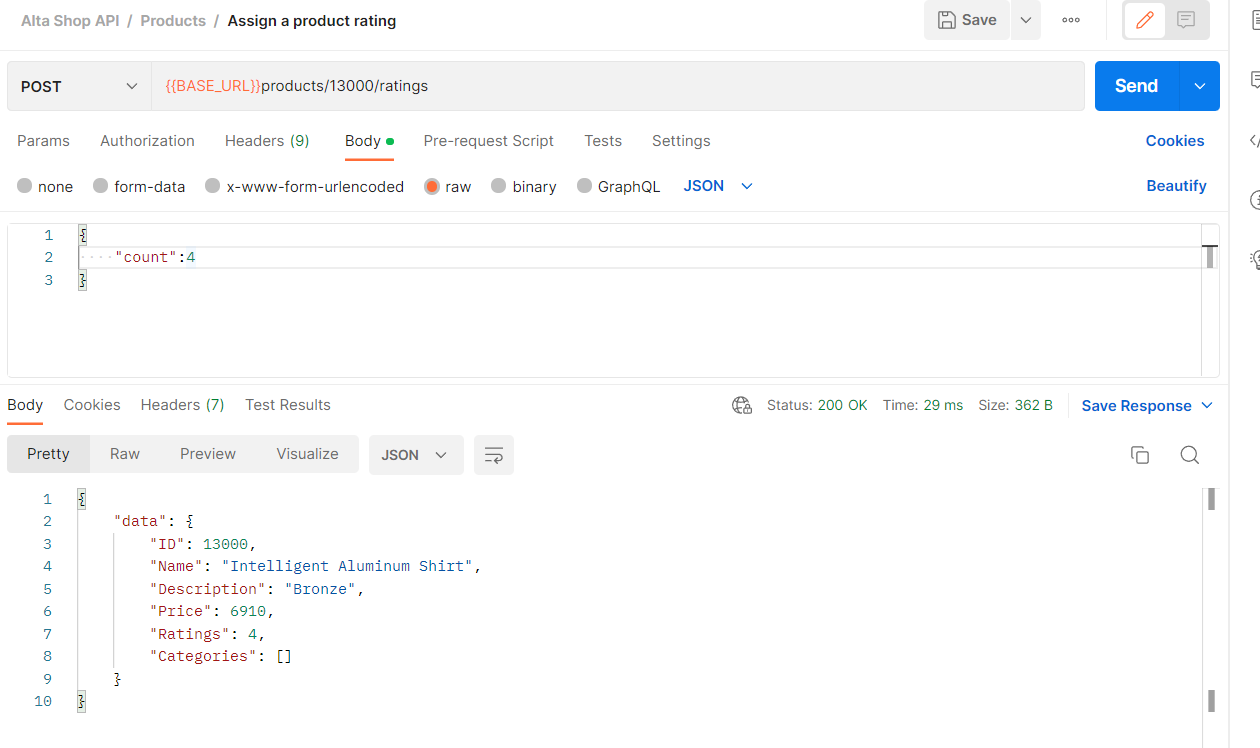 Alta Shop API / Products / Assign a product rating Save
POST {{BASE_URL}}products/13000/ratings Send
Params Authorization Headers (9) Body Pre-request Script Tests Settings Cookies
none form-data x-www-form-urlencoded raw binary GraphQL JSON Beautify
1 {
2 ····"count":4
3 }
Body Cookies Headers (7) Test Results Status: 200 OK Time: 29 ms Size: 362 B Save Response
Pretty Raw Preview Visualize JSON
1 {
2 "data": {
3 "ID": 13000,
4 "Name": "Intelligent Aluminum Shirt",
5 "Description": "Bronze",
6 "Price": 6910,
7 "Ratings": 4,
8 "Categories": []
9 }
10 }